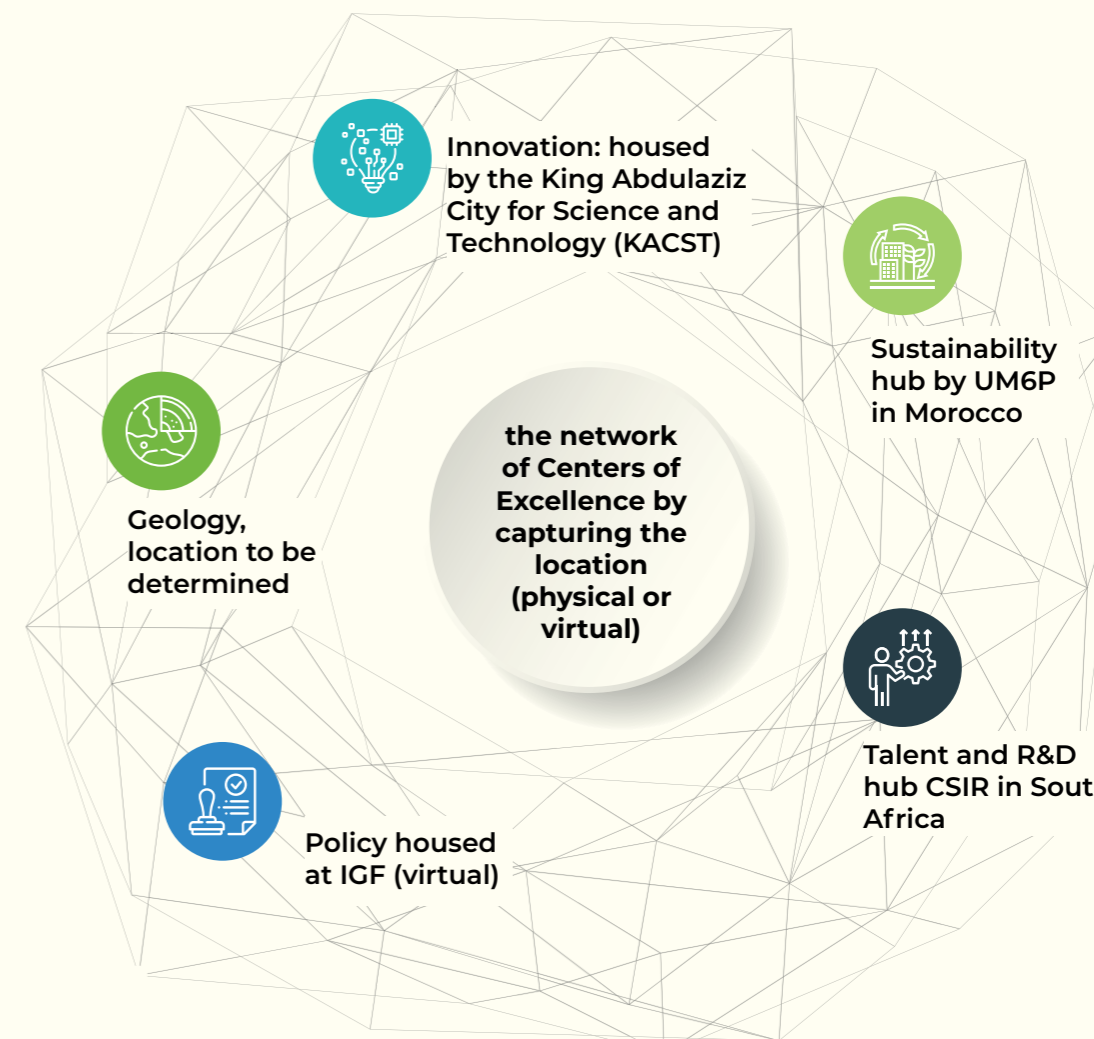 Innovation: housed
by the King Abdulaziz
City for Science and
Technology (KACST)
Sustainability
hub by UM6P
in Morocco
the network
of Centers of
Excellence by
capturing the
location
(physical or
virtual)
Geology,
location to be
determined
Talent and R&D
hub CSIR in Sout
Africa
Policy housed
at IGF (virtual)